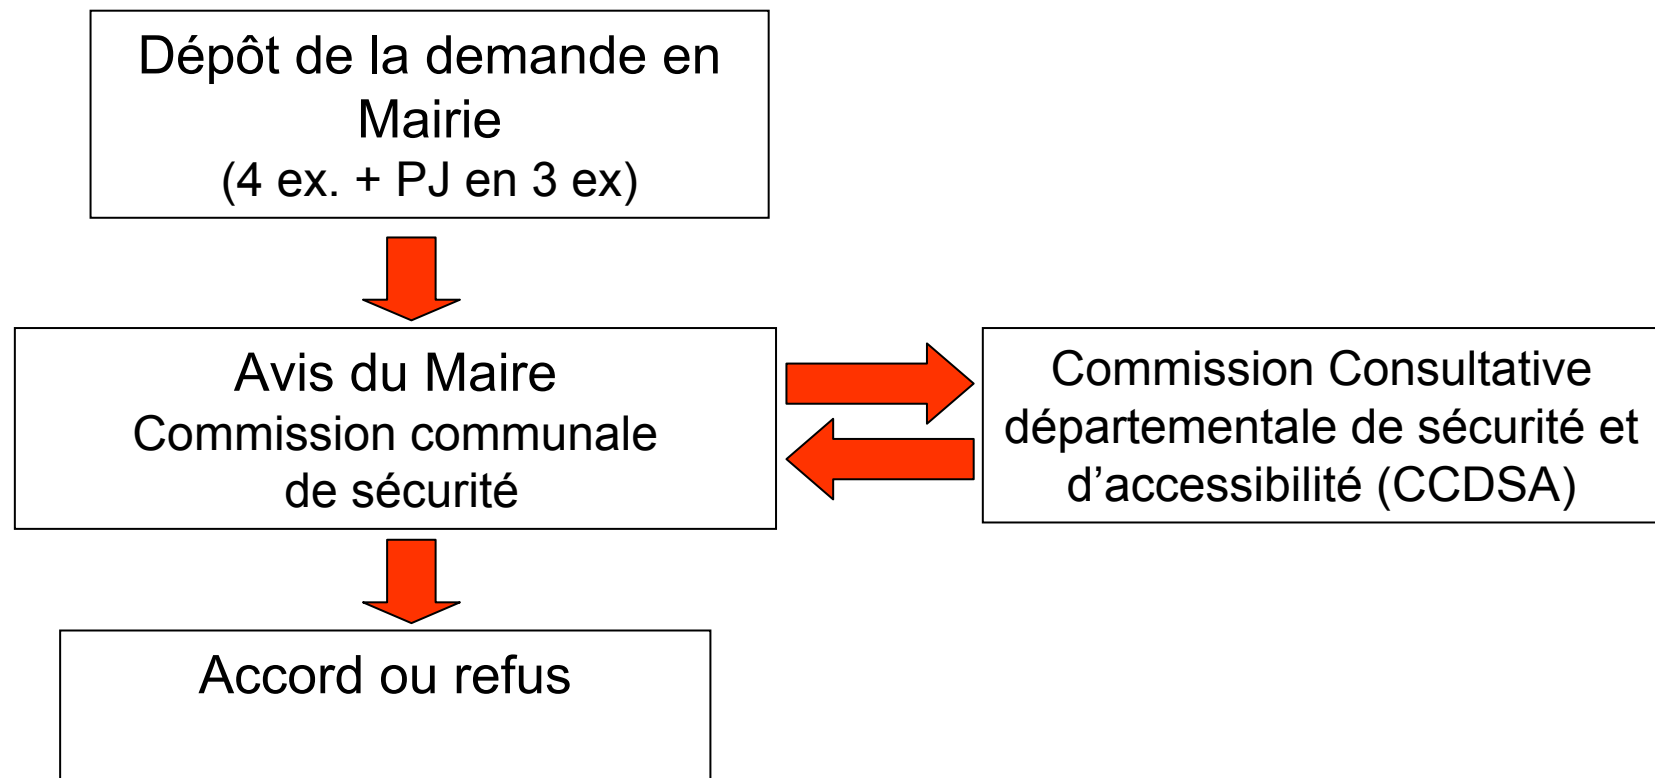 Dépôt de la demande en
Mairie
(4 ex. + PJ en 3 ex)
Avis du Maire
Commission communale
de sécurité
Commission Consultative
départementale de sécurité et
d’accessibilité (CCDSA)
Accord ou refus